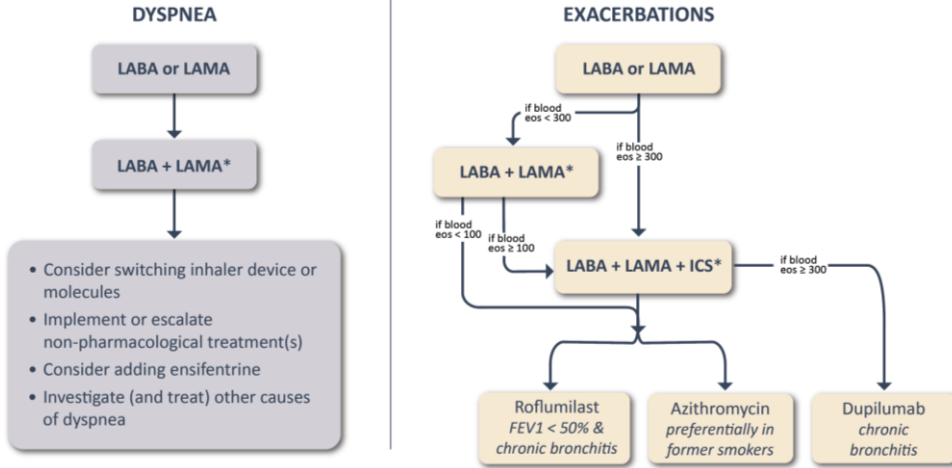 DYSPNEA
LABA or LAMA
LABA + LAMA*
• Consider switching inhaler device or
molecules
• Implement or escalate
non-pharmacological treatment(s)
• Consider adding ensifentrine
• Investigate (and treat) other causes
of dyspnea
EXACERBATIONS
LABA or LAMA
if blood
eos < 300
if blood
eos ≥ 300
LABA + LAMA*
if blood
eos < 100
if blood
eos ≥ 100
LABA + LAMA + ICS*
if blood
eos ≥ 300
Roflumilast
FEV1 < 50% &
chronic bronchitis
Azithromycin
preferentially in
former smokers
Dupilumab
chronic
bronchitis